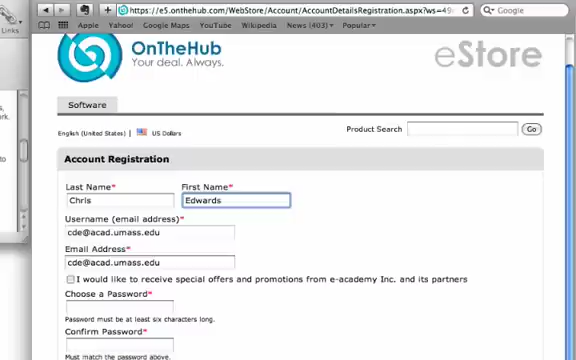 Links
https://e5.onthehub.com/WebStore/Account/AccountDetailsRegistration.aspx?ws=49
Google
Apple Yahoo! Google Maps YouTube Wikipedia News (403) Popular
OnTheHub
Your deal. Always.
eStore
Software
English (United States) | US Dollars
Product Search
Go
Account Registration
Last Name* First Name*
Chris Edwards
Username (email address)*
cde@acad.umass.edu
Email Address*
cde@acad.umass.edu
I would like to receive special offers and promotions from e-academy Inc. and its partners
Choose a Password*
Password must be at least six characters long.
Confirm Password*
Must match the password above.